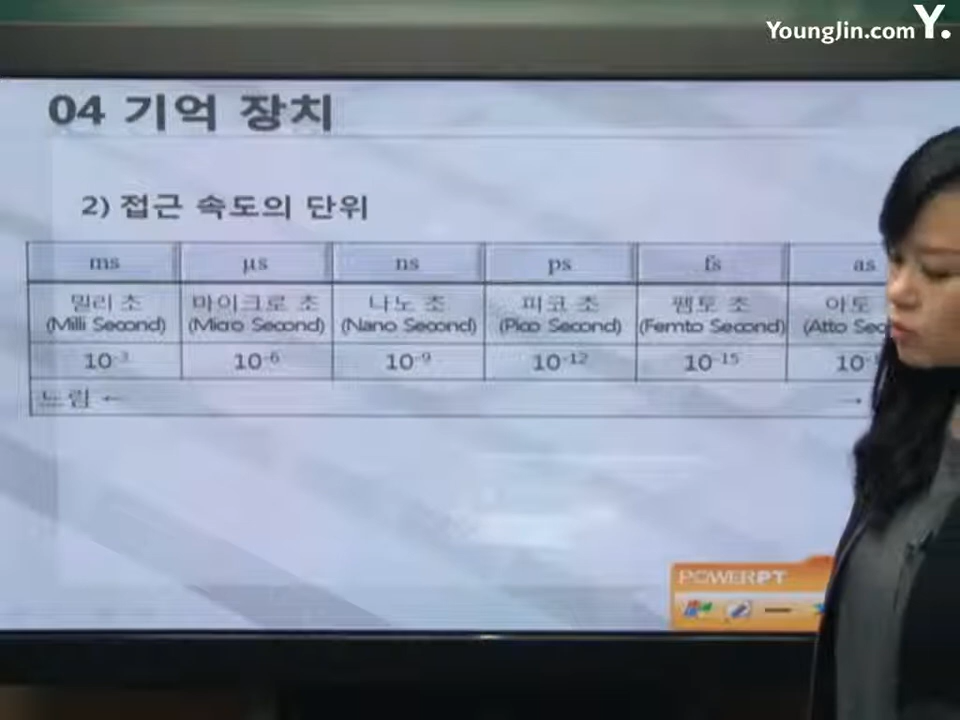 YoungJin.com Y.
04 기억 장치
2) 접근 속도의 단위
ms μs ns ps fs as
밀리 초 마이크로 초 나노 초 피코 초 펨토 초 아토
(Milli Second) (Micro Second) (Nano Second) (Pico Second) (Femto Second) (Atto Sec
10⁻³ 10⁻⁶ 10⁻⁹ 10⁻¹² 10⁻¹⁵ 10⁻
느림 ← →
POWERPT